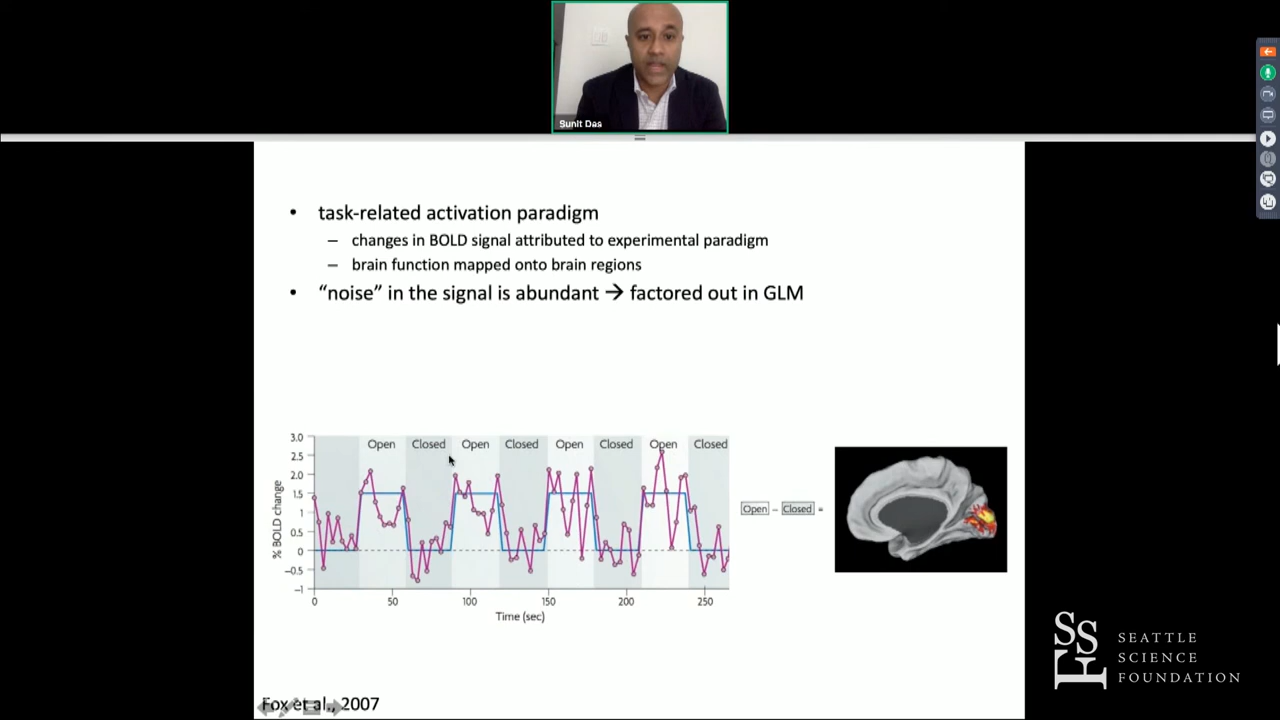 Sunit Das
• task-related activation paradigm
– changes in BOLD signal attributed to experimental paradigm
– brain function mapped onto brain regions
• “noise” in the signal is abundant → factored out in GLM
Open Closed Open Closed Open Closed Open Closed
3.0
2.5
2.0
1.5
1
0.5
0
−0.5
−1
% BOLD change
0 50 100 150 200 250
Time (sec)
Open – Closed =
Fox et al., 2007
SSF
SEATTLE
SCIENCE
FOUNDATION